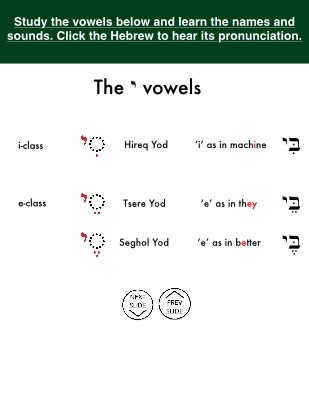 Study the vowels below and learn the names and
sounds. Click the Hebrew to hear its pronunciation.
The י vowels
i-class ִ◌י Hireq Yod ‘i’ as in machine בִּי
e-class ◌ֵי Tsere Yod ‘e’ as in they בֵּי
◌ֶי Seghol Yod ‘e’ as in better בֶּי
NEXT SLIDE
PREV SLIDE